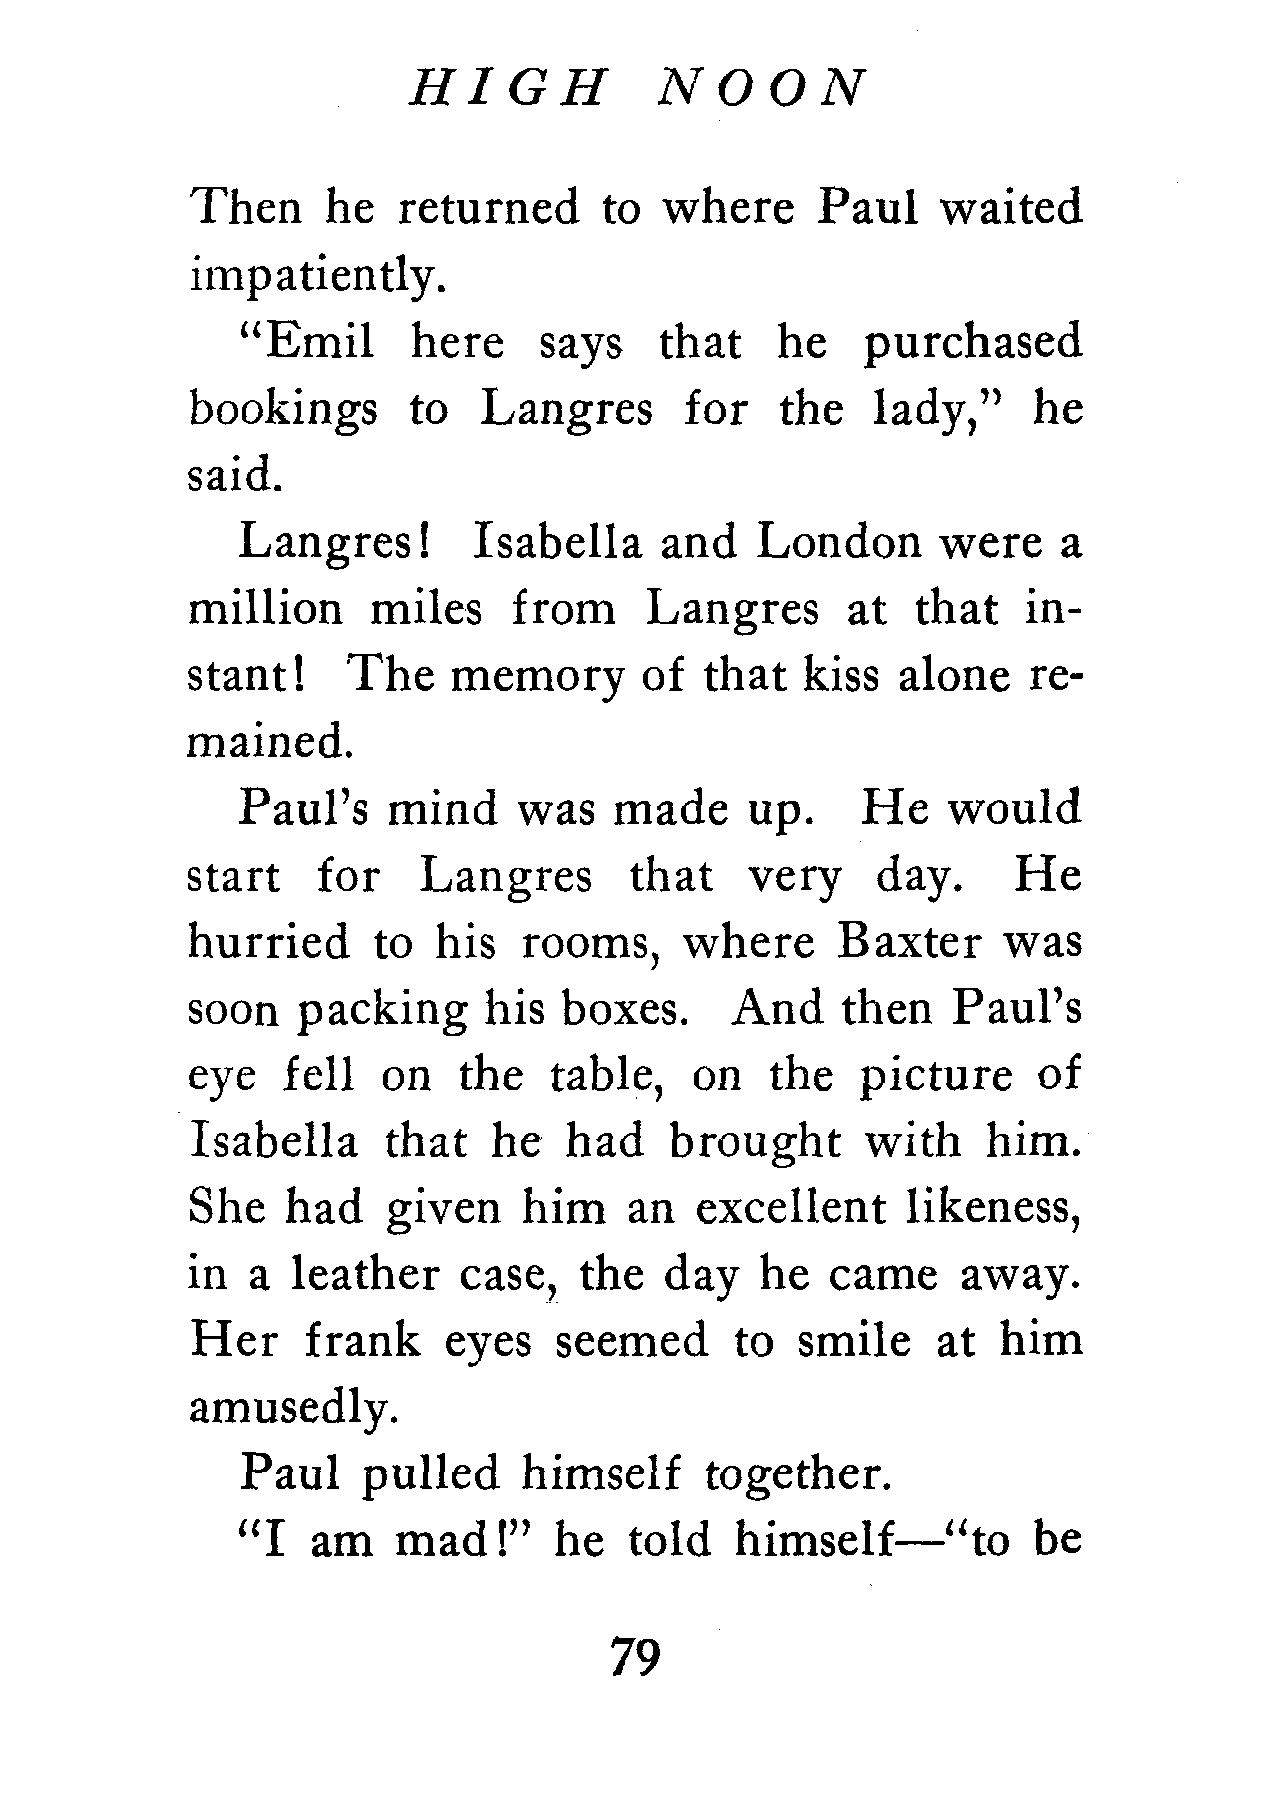 HIGH NOON
Then he returned to where Paul waited
impatiently.
“Emil here says that he purchased
bookings to Langres for the lady,” he
said.
Langres! Isabella and London were a
million miles from Langres at that in-
stant! The memory of that kiss alone re-
mained.
Paul’s mind was made up. He would
start for Langres that very day. He
hurried to his rooms, where Baxter was
soon packing his boxes. And then Paul’s
eye fell on the table, on the picture of
Isabella that he had brought with him.
She had given him an excellent likeness,
in a leather case, the day he came away.
Her frank eyes seemed to smile at him
amusedly.
Paul pulled himself together.
“I am mad!” he told himself—“to be
79